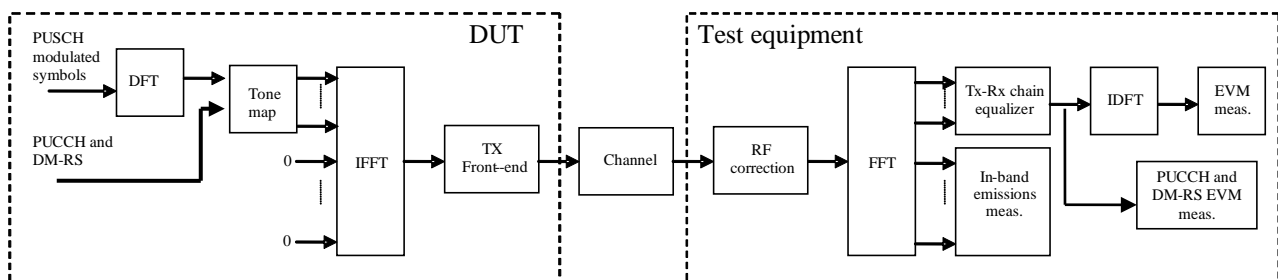 DUT
Test equipment
PUSCH
modulated
symbols
DFT
Tone
map
PUCCH and
DM-RS
0
0
IFFT
TX
Front--end
Channel
RF
correction
FFT
Tx-Rx chain
equalizer
In-band
emissions
meas.
IDFT
EVM
meas.
PUCCH and
DM-RS EVM
meas.